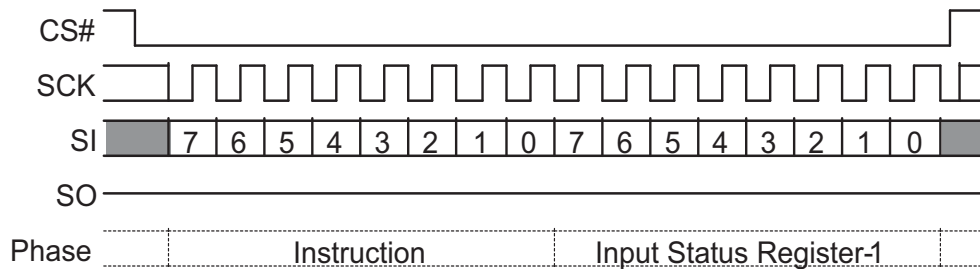 CS#
SCK
SI 7 6 5 4 3 2 1 0 7 6 5 4 3 2 1 0
SO
Phase Instruction Input Status Register-1